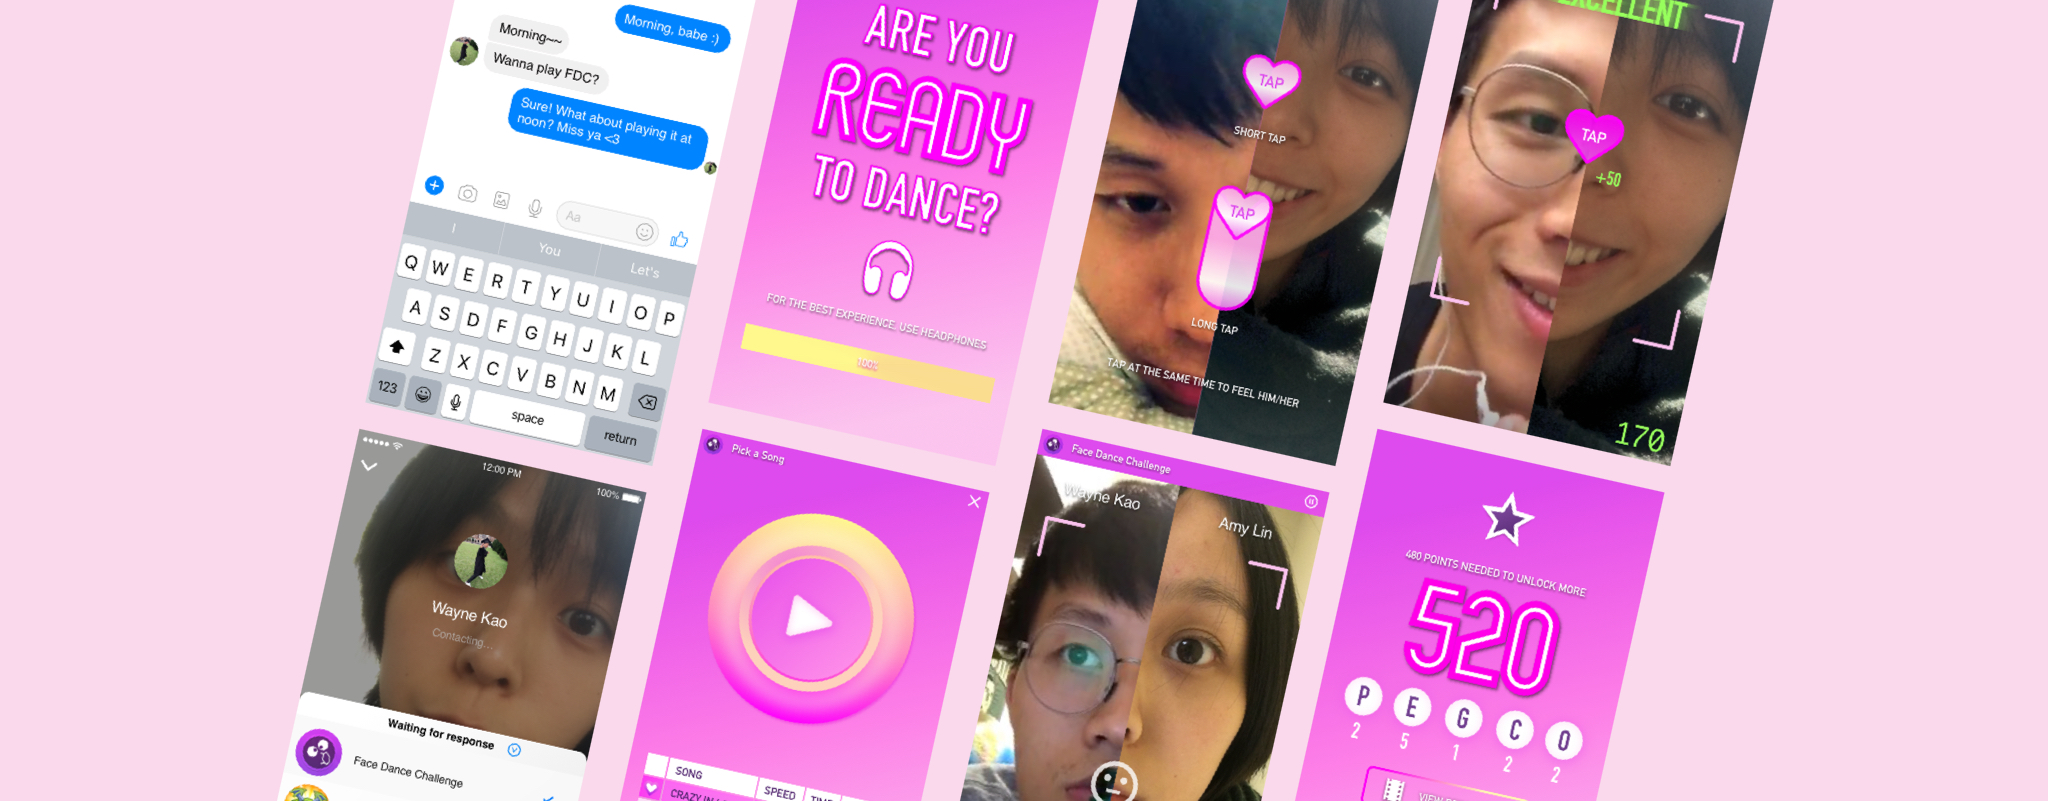 Morning, babe :)
Morning~~
Wanna play FDC?
Sure! What about playing it at
noon? Miss ya <3
Aa
I You Let's
Q W E R T Y U I O P
A S D F G H J K L
Z X C V B N M
123 space return
ARE YOU
READY
TO DANCE?
FOR THE BEST EXPERIENCE, USE HEADPHONES
100%
TAP
SHORT TAP
TAP
LONG TAP
TAP AT THE SAME TIME TO FEEL HIM/HER
EXCELLENT
TAP
+50
170
12:00 PM
100%
Wayne Kao
Contacting...
Waiting for response
Face Dance Challenge
Pick a Song
SONG SPEED
CRAZY IN
Face Dance Challenge
Wayne Kao
Amy Lin
480 POINTS NEEDED TO UNLOCK MORE
520
P E G C O
2 5 1 2 2
VIEW